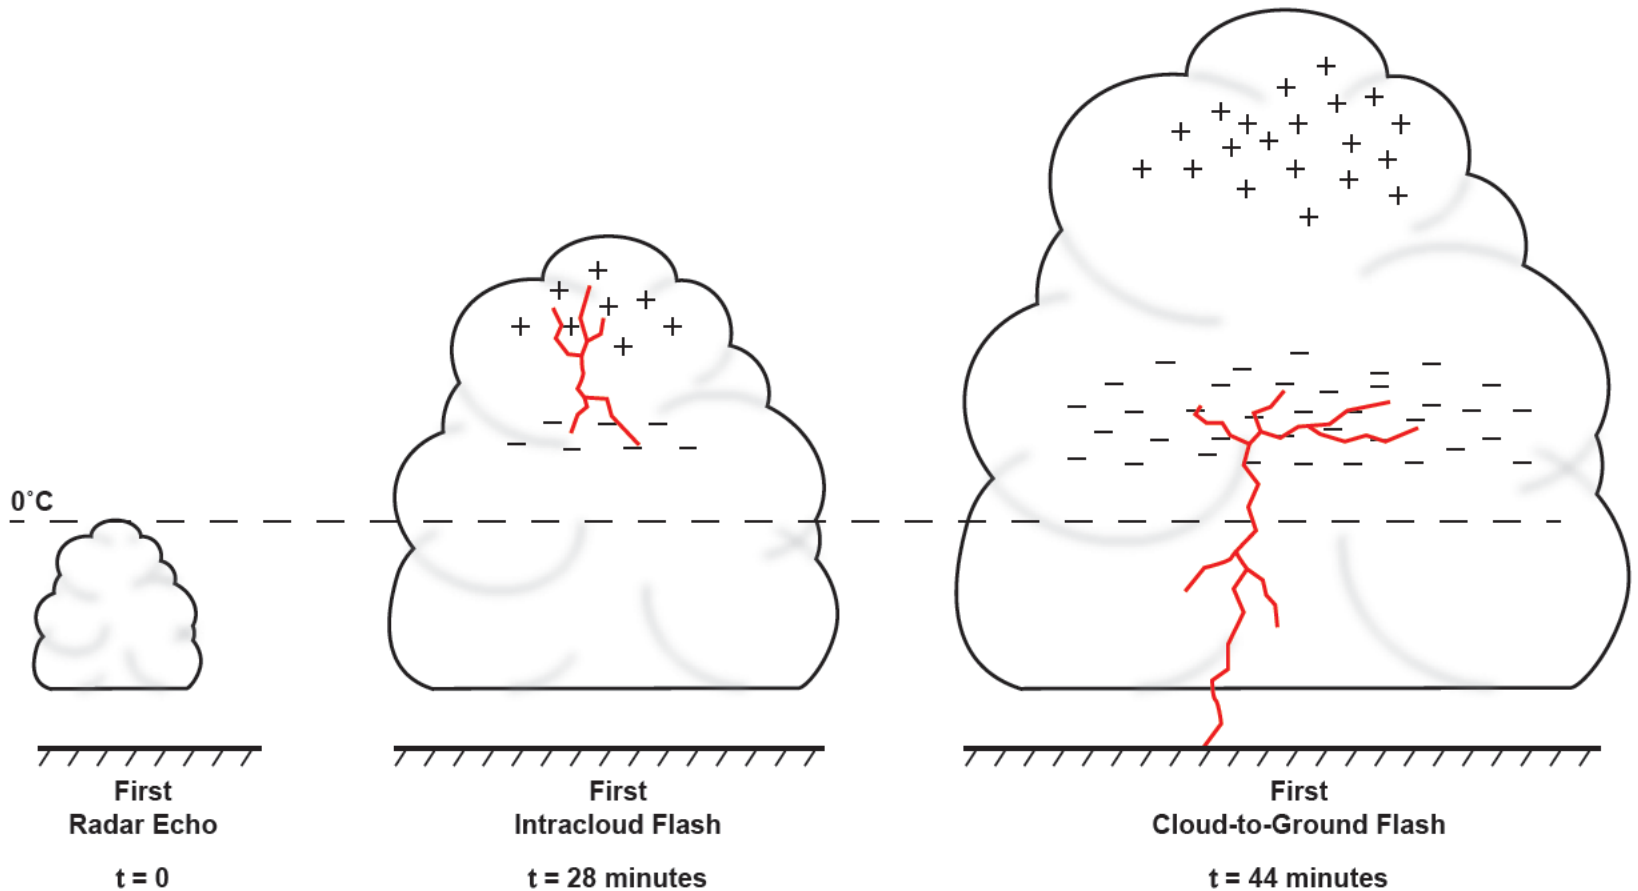 0°C
First
Radar Echo
t = 0
First
Intracloud Flash
t = 28 minutes
First
Cloud-to-Ground Flash
t = 44 minutes